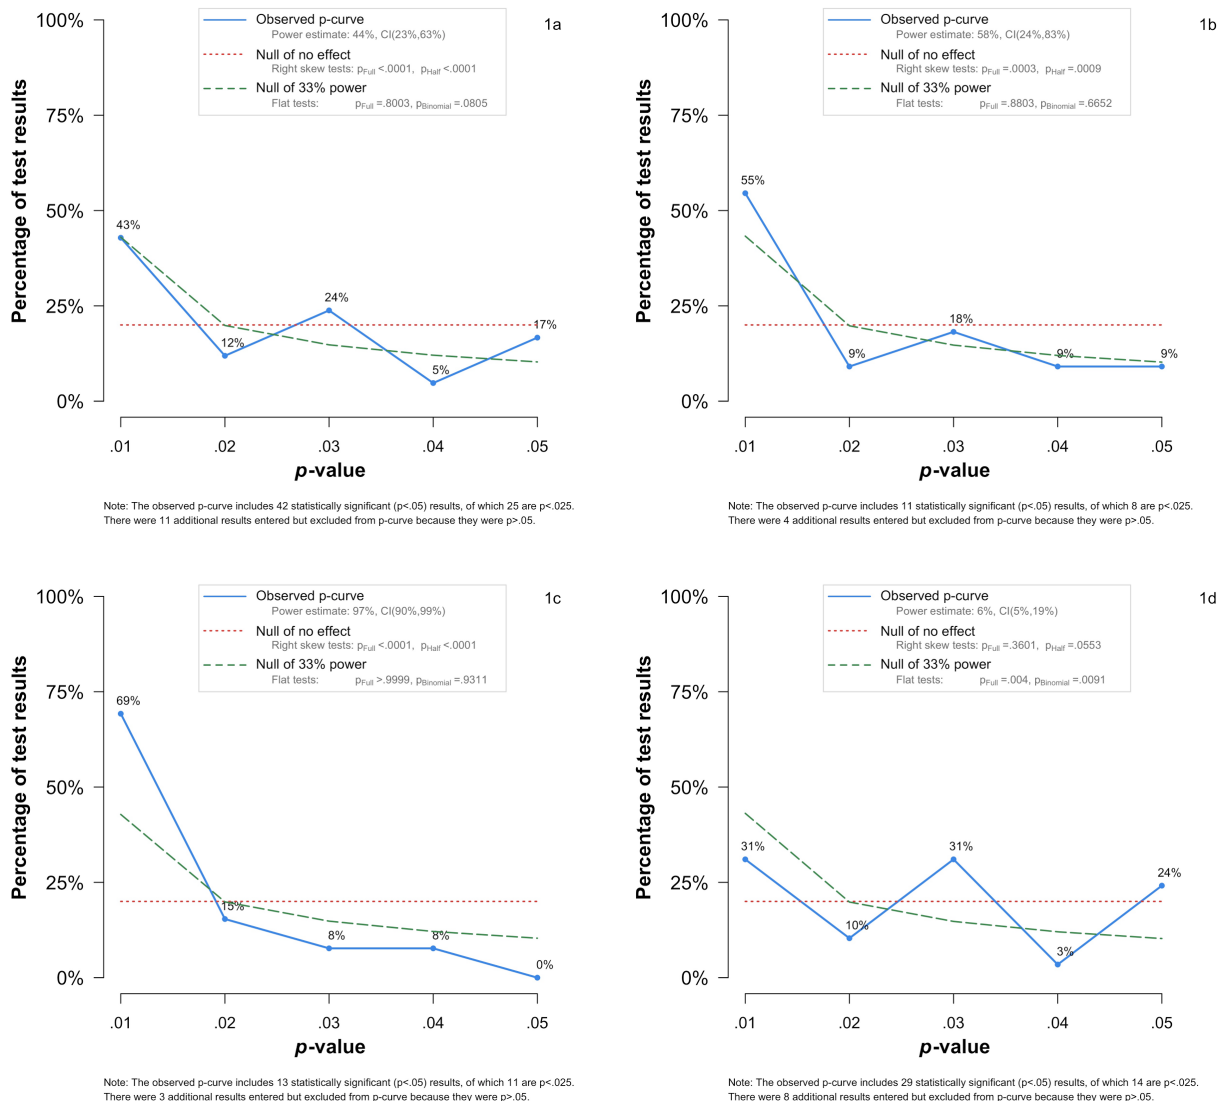 1a
Observed p-curve
Power estimate: 44%, CI(23%,63%)
Null of no effect
Right skew tests: pFull <.0001, pHalf <.0001
Null of 33% power
Flat tests: pFull =.8003, pBinomial =.0805
Percentage of test results
100%
75%
50%
25%
0%
43%
12%
24%
5%
17%
.01 .02 .03 .04 .05
p-value
Note: The observed p-curve includes 42 statistically significant (p<.05) results, of which 25 are p<.025.
There were 11 additional results entered but excluded from p-curve because they were p>.05.
1b
Observed p-curve
Power estimate: 58%, CI(24%,83%)
Null of no effect
Right skew tests: pFull =.0003, pHalf =.0009
Null of 33% power
Flat tests: pFull =.8803, pBinomial =.6652
Percentage of test results
100%
75%
50%
25%
0%
55%
9%
18%
9%
9%
.01 .02 .03 .04 .05
p-value
Note: The observed p-curve includes 11 statistically significant (p<.05) results, of which 8 are p<.025.
There were 4 additional results entered but excluded from p-curve because they were p>.05.
1c
Observed p-curve
Power estimate: 97%, CI(90%,99%)
Null of no effect
Right skew tests: pFull <.0001, pHalf <.0001
Null of 33% power
Flat tests: pFull >.9999, pBinomial =.9311
Percentage of test results
100%
75%
50%
25%
0%
69%
15%
8%
8%
0%
.01 .02 .03 .04 .05
p-value
Note: The observed p-curve includes 13 statistically significant (p<.05) results, of which 11 are p<.025.
There were 3 additional results entered but excluded from p-curve because they were p>.05.
1d
Observed p-curve
Power estimate: 6%, CI(5%,19%)
Null of no effect
Right skew tests: pFull =.3601, pHalf =.0553
Null of 33% power
Flat tests: pFull =.004, pBinomial =.0091
Percentage of test results
100%
75%
50%
25%
0%
31%
10%
31%
3%
24%
.01 .02 .03 .04 .05
p-value
Note: The observed p-curve includes 29 statistically significant (p<.05) results, of which 14 are p<.025.
There were 8 additional results entered but excluded from p-curve because they were p>.05.